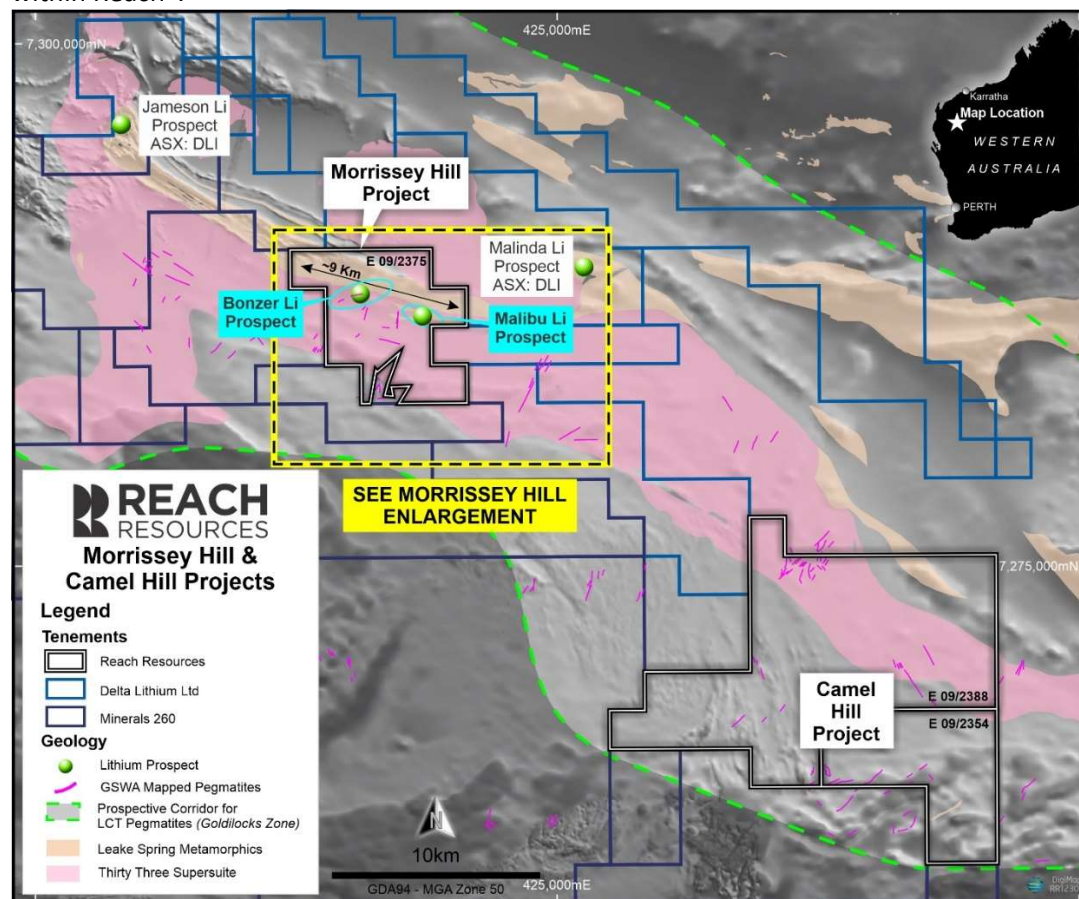 7,300,000mN
425,000mE
Jameson Li
Prospect
ASX: DLI
Karratha
Map Location
WESTERN
AUSTRALIA
PERTH
Morrissey Hill
Project
E 09/2375
~9 Km
Malinda Li
Prospect
ASX: DLI
Bonzer Li
Prospect
Malibu Li
Prospect
SEE MORRISSEY HILL
ENLARGEMENT
REACH
RESOURCES
Morrissey Hill &
Camel Hill Projects
Legend
Tenements
Reach Resources
Delta Lithium Ltd
Minerals 260
Geology
Lithium Prospect
GSWA Mapped Pegmatites
Prospective Corridor for
LCT Pegmatites (Goldilocks Zone)
Leake Spring Metamorphics
Thirty Three Supersuite
7,275,000mN
Camel
Hill
Project
E 09/2388
E 09/2354
N
10km
GDA94 - MGA Zone 50
425,000mE